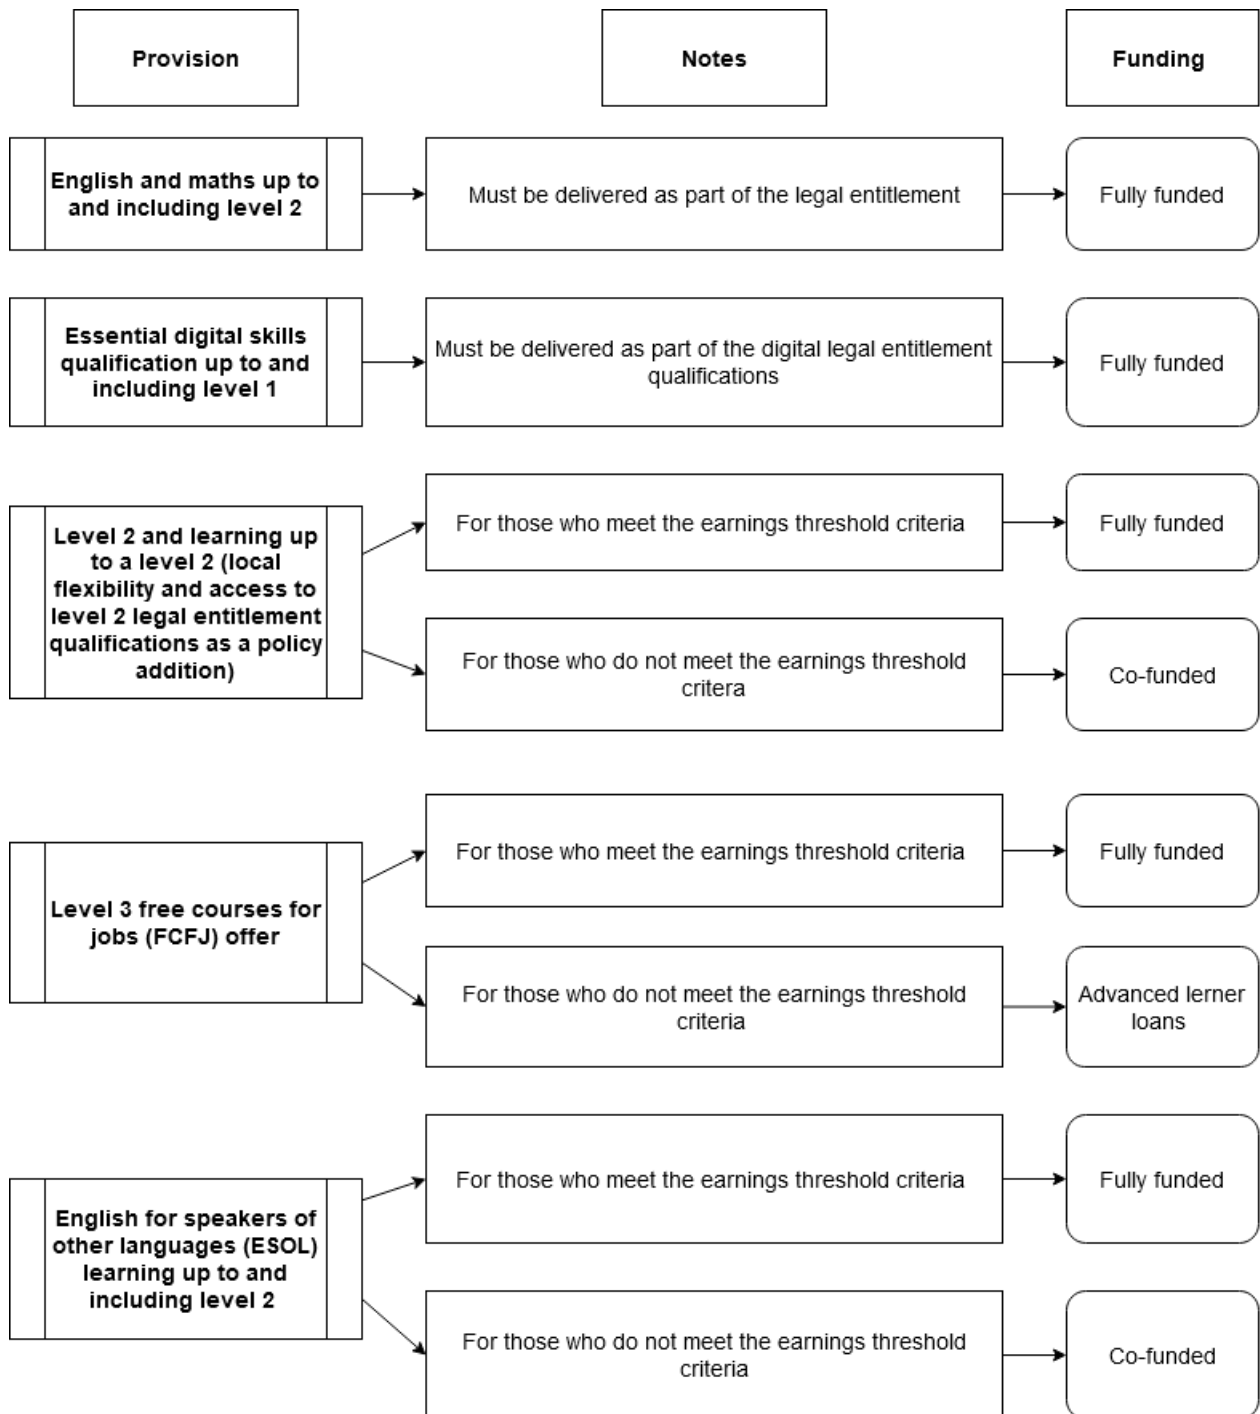 Provision
Notes
Funding
English and maths up to
and including level 2
Must be delivered as part of the legal entitlement
Fully funded
Essential digital skills
qualification up to and
including level 1
Must be delivered as part of the digital legal entitlement
qualifications
Fully funded
Level 2 and learning up
to a level 2 (local
flexibility and access to
level 2 legal entitlement
qualifications as a policy
addition)
For those who meet the earnings threshold criteria
Fully funded
For those who do not meet the earnings threshold
critera
Co-funded
Level 3 free courses for
jobs (FCFJ) offer
For those who meet the earnings threshold criteria
Fully funded
For those who do not meet the earnings threshold
criteria
Advanced lerner
loans
English for speakers of
other languages (ESOL)
learning up to and
including level 2
For those who meet the earnings threshold criteria
Fully funded
For those who do not meet the earnings threshold
criteria
Co-funded